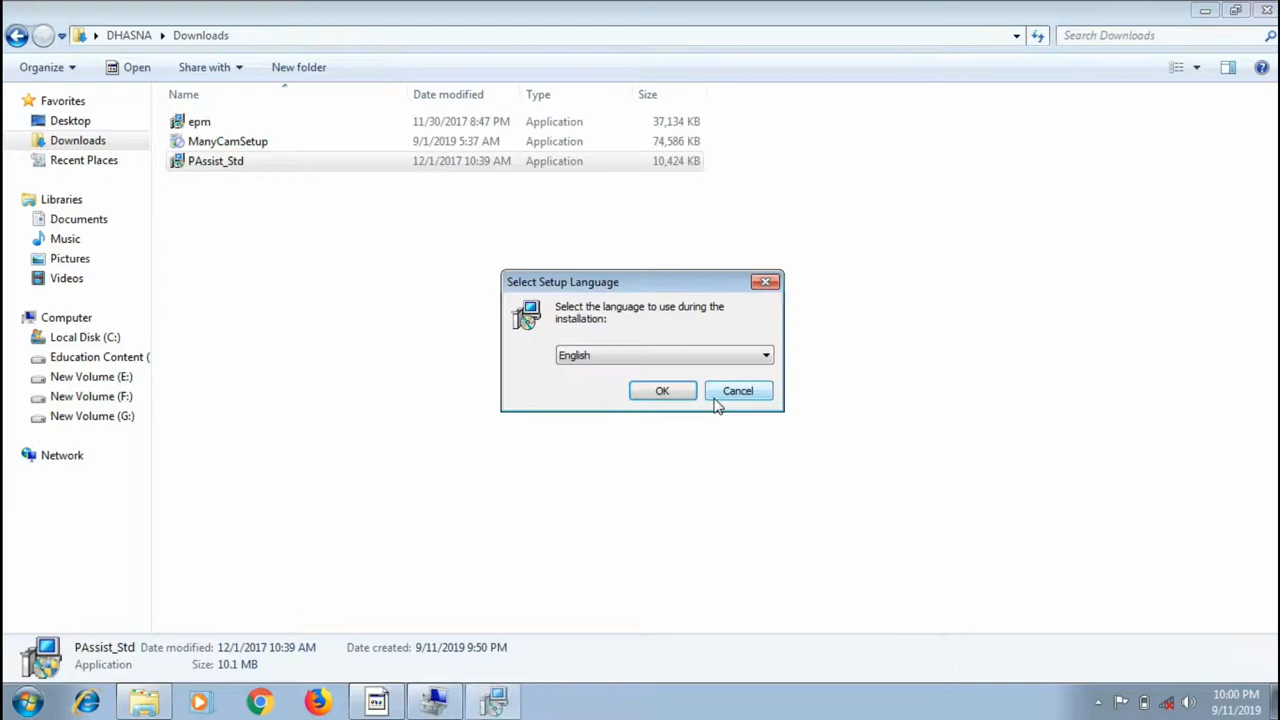 DHASNA
Downloads
Search Downloads
Organize
Open
Share with
New folder
Name
Date modified
Type
Size
Favorites
Desktop
Downloads
Recent Places
Libraries
Documents
Music
Pictures
Videos
Computer
Local Disk (C:)
Education Content (
New Volume (E:)
New Volume (F:)
New Volume (G:)
Network
epm 11/30/2017 8:47 PM Application 37,134 KB
ManyCamSetup 9/1/2019 5:37 AM Application 74,586 KB
PAssist_Std 12/1/2017 10:39 AM Application 10,424 KB
Select Setup Language
Select the language to use during the
installation:
English
OK
Cancel
PAssist_Std Date modified: 12/1/2017 10:39 AM Date created: 9/11/2019 9:50 PM
Application Size: 10.1 MB
10:00 PM
9/11/2019